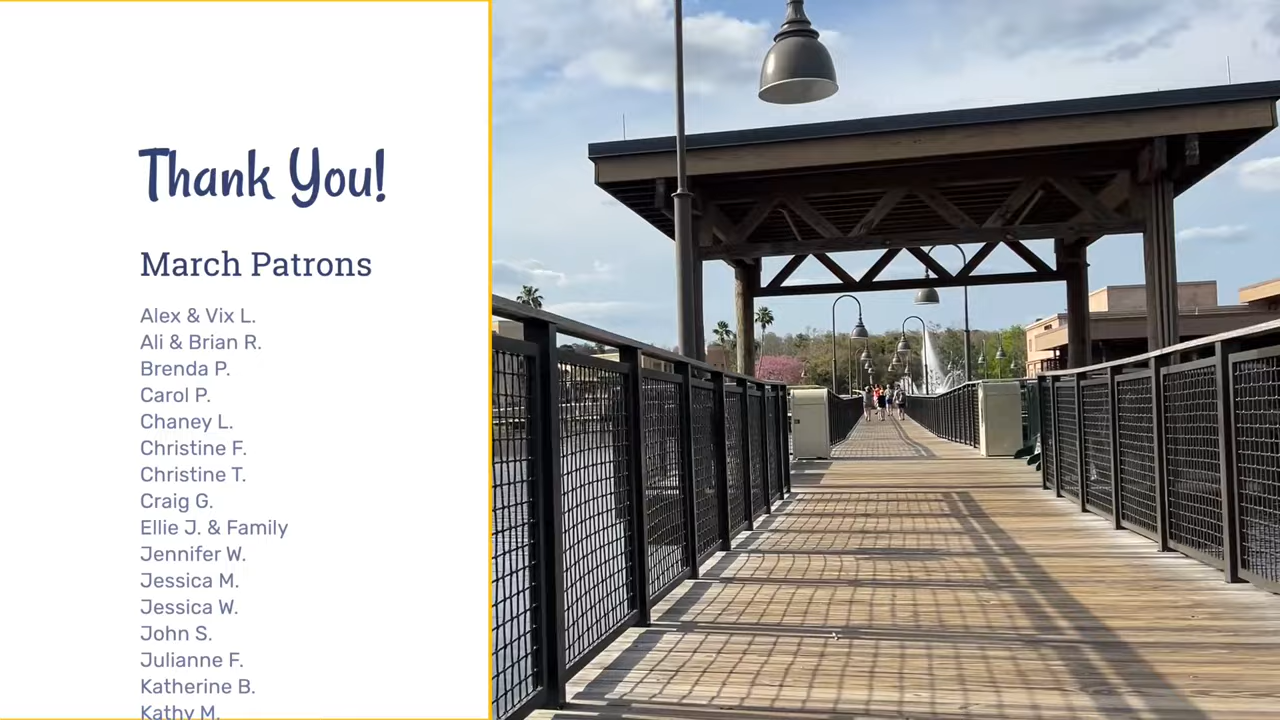 Thank You!
March Patrons
Alex & Vix L.
Ali & Brian R.
Brenda P.
Carol P.
Chaney L.
Christine F.
Christine T.
Craig G.
Ellie J. & Family
Jennifer W.
Jessica M.
Jessica W.
John S.
Julianne F.
Katherine B.
Kathy M.